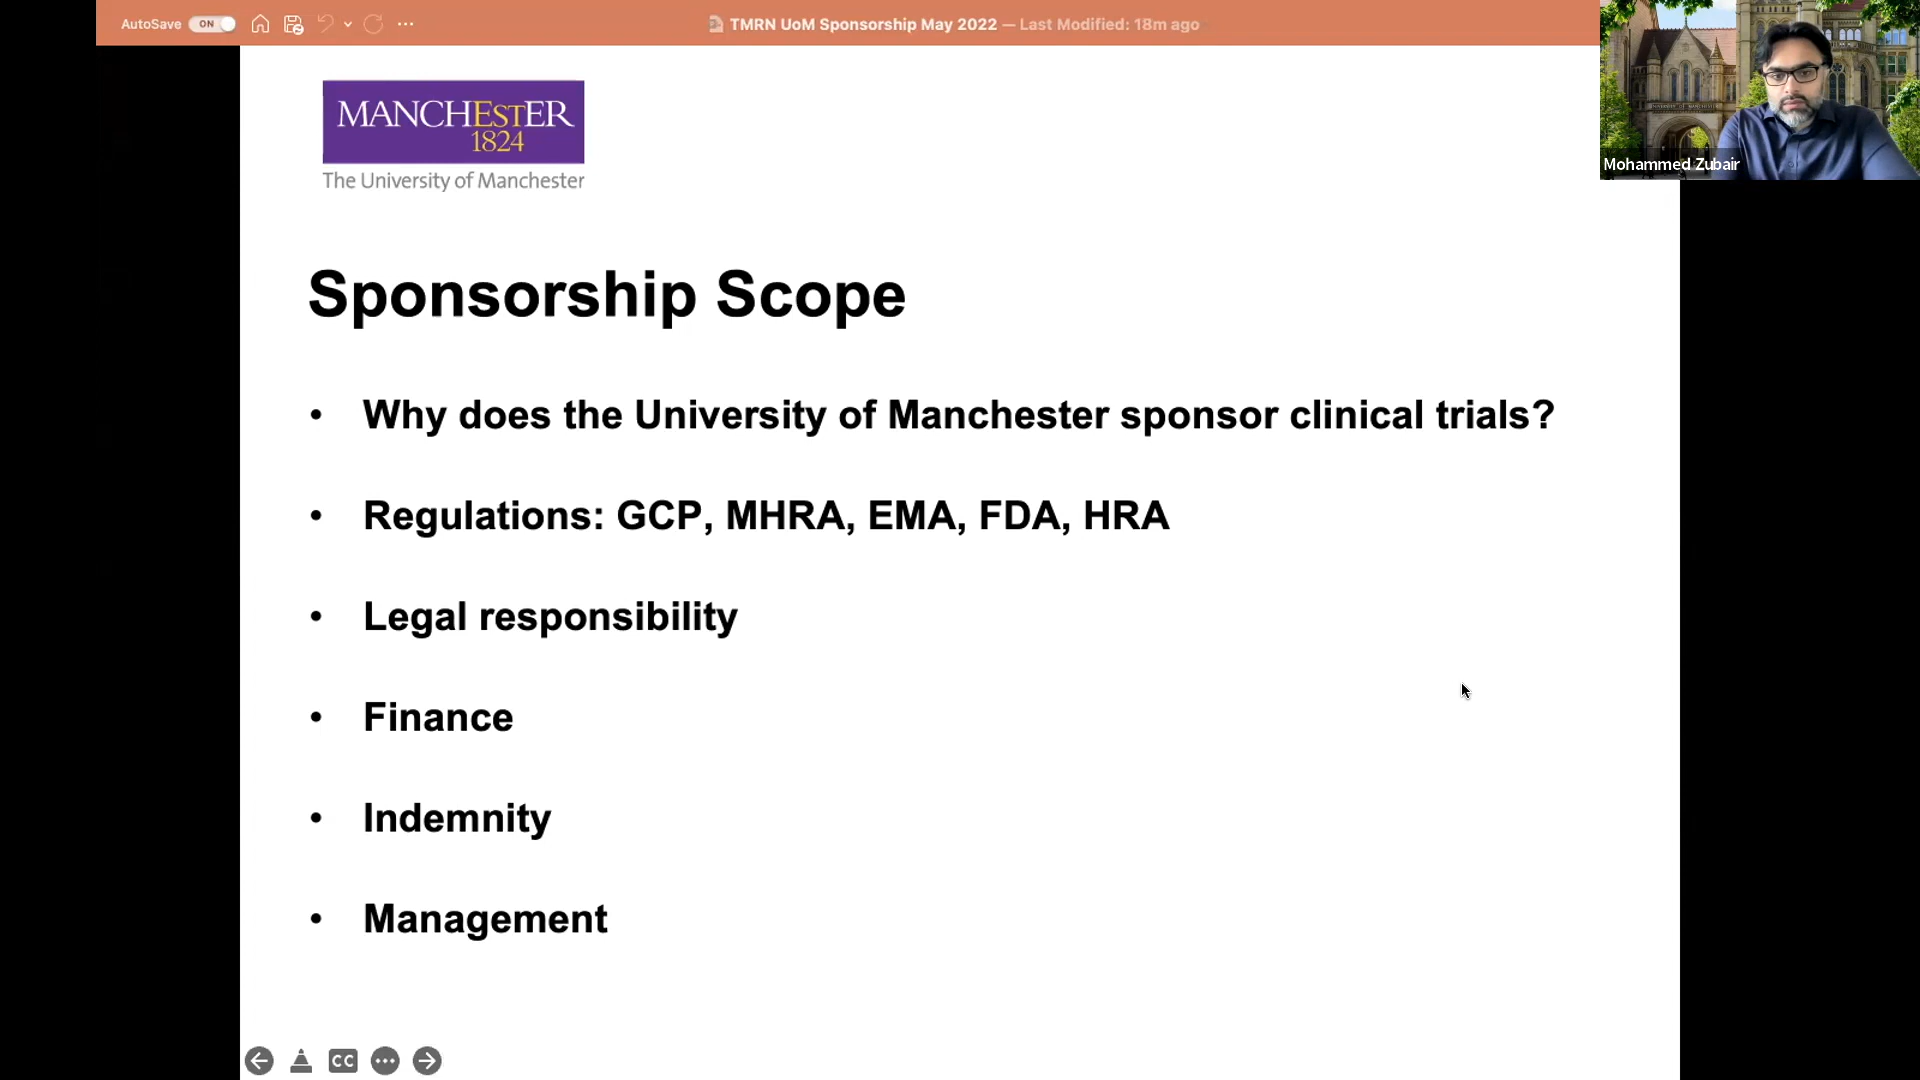 AutoSave ON
TMRN UoM Sponsorship May 2022 — Last Modified: 18m ago
MANCHESTER
1824
The University of Manchester
Mohammed Zubair
Sponsorship Scope
• Why does the University of Manchester sponsor clinical trials?
• Regulations: GCP, MHRA, EMA, FDA, HRA
• Legal responsibility
• Finance
• Indemnity
• Management
CC